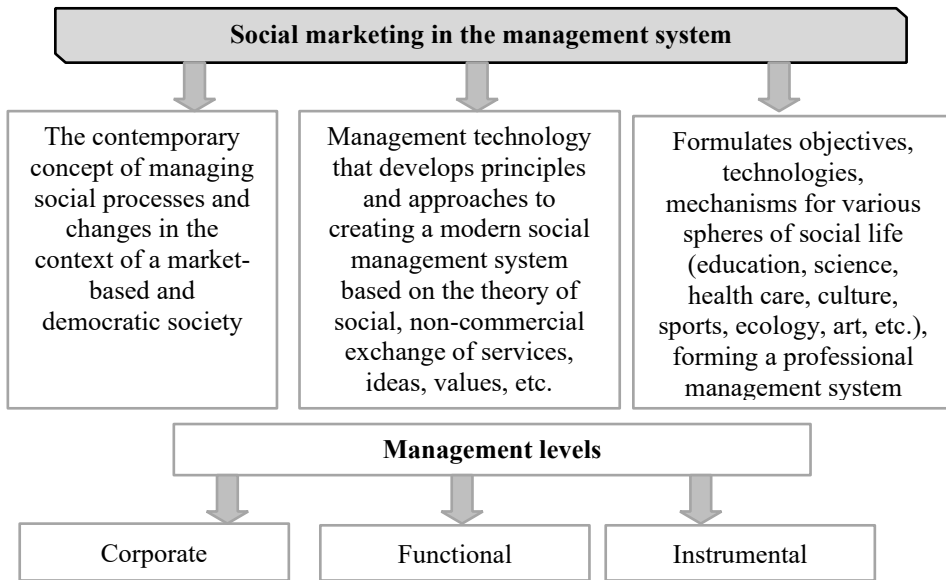 Social marketing in the management system
The contemporary
concept of managing
social processes and
changes in the
context of a market-
based and
democratic society
Management technology
that develops principles
and approaches to
creating a modern social
management system
based on the theory of
social, non-commercial
exchange of services,
ideas, values, etc.
Formulates objectives,
technologies,
mechanisms for various
spheres of social life
(education, science,
health care, culture,
sports, ecology, art, etc.),
forming a professional
management system
Management levels
Corporate
Functional
Instrumental